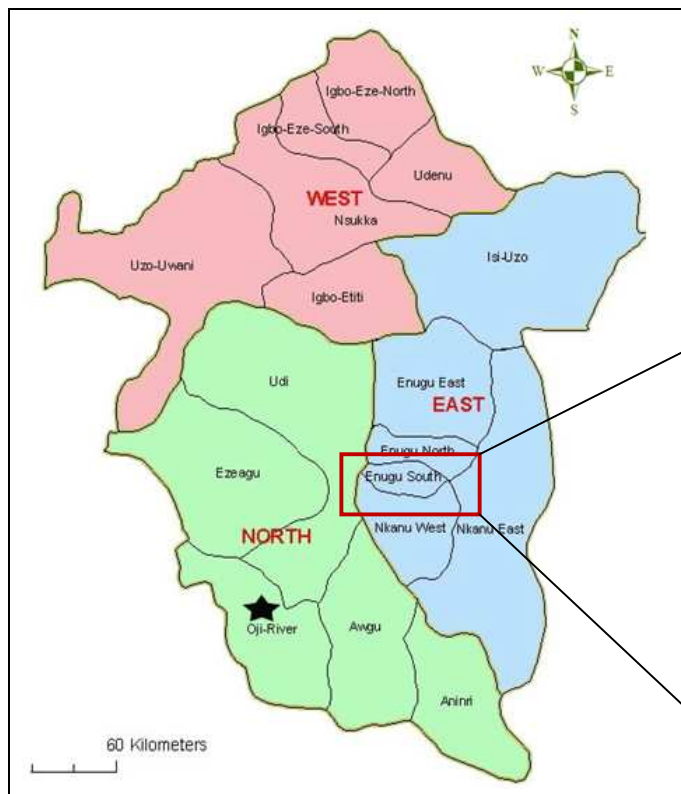 N
W E
S
Igbo-Eze-North
Igbo-Eze-South
Udenu
WEST
Nsukka
Isi-Uzo
Uzo-Uwani
Igbo-Etiti
Udi
Enugu East
EAST
Enugu North
Ezeagu
Enugu South
Nkanu West
Nkanu East
NORTH
Oji-River
Awgu
Aninri
60 Kilometers